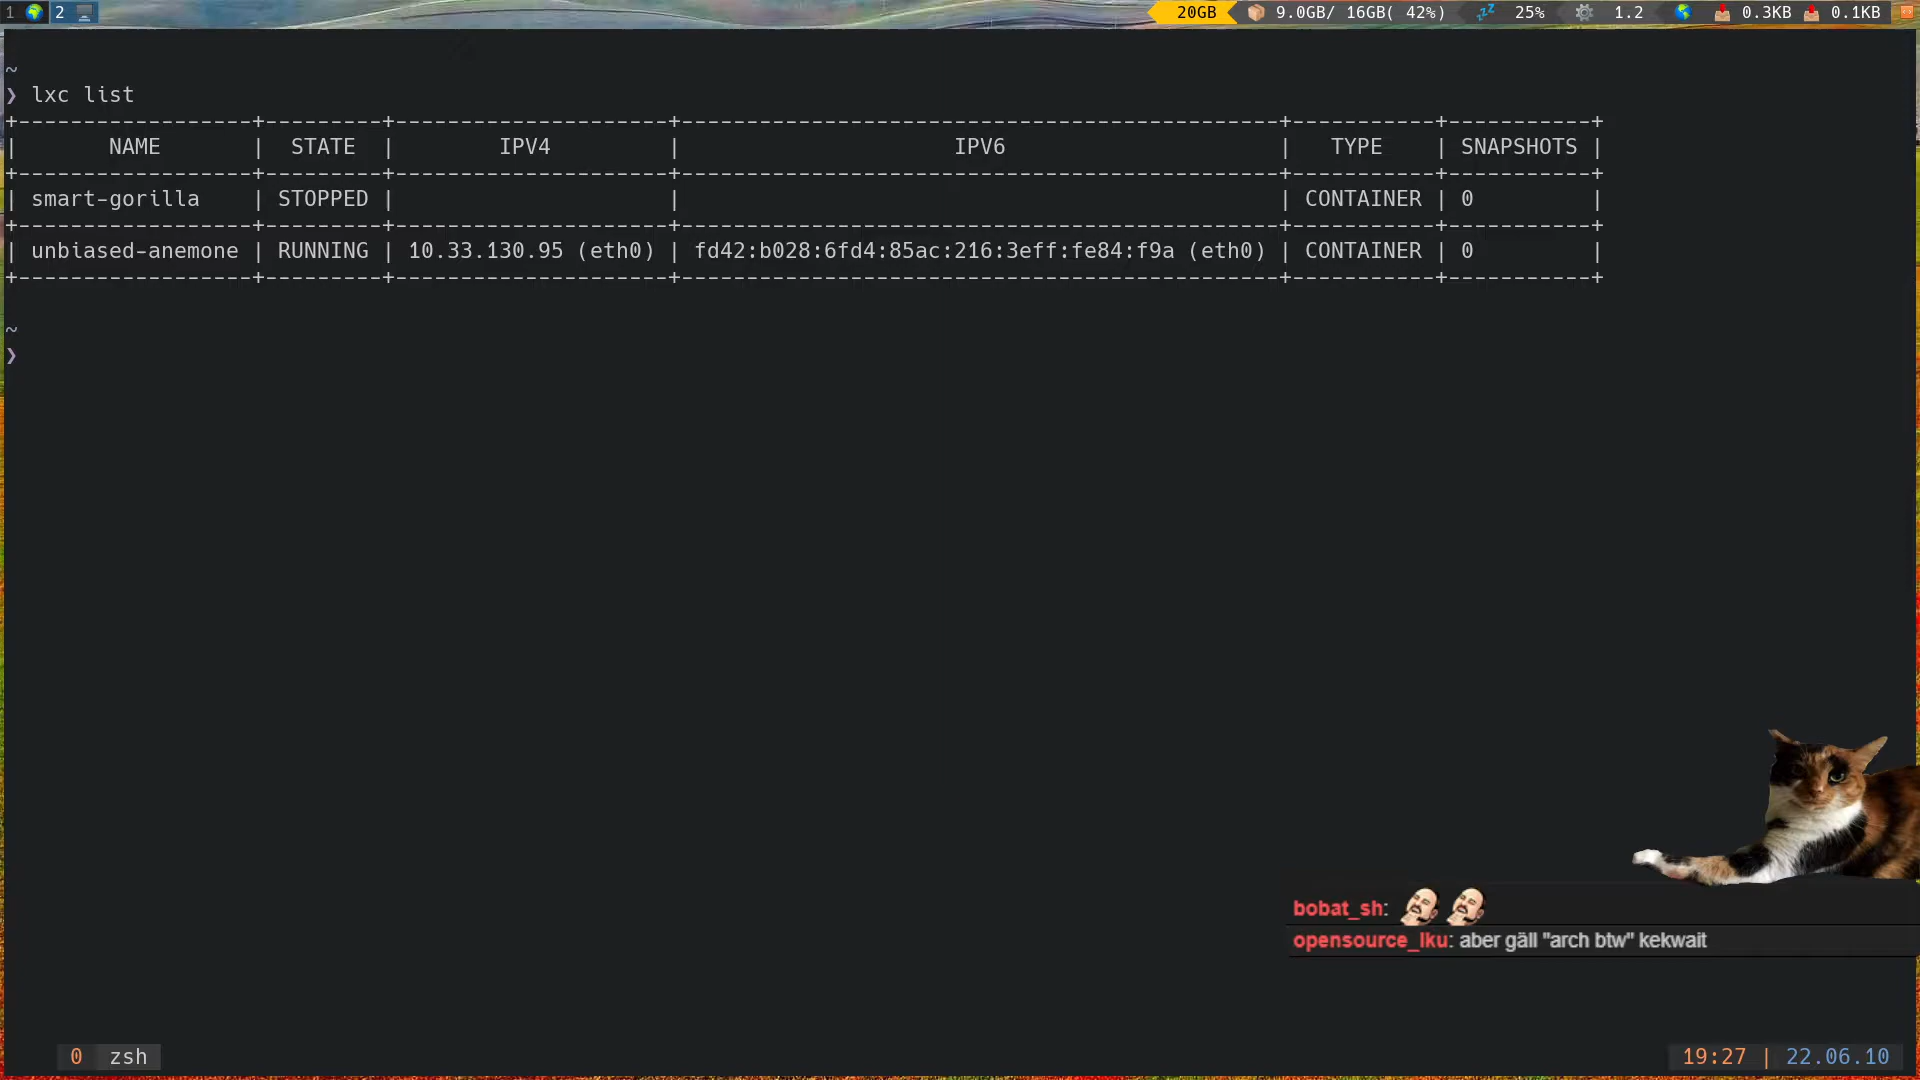 1 2 20GB 9.0GB/ 16GB( 42%) 25% 1.2 0.3KB 0.1KB
~
❯ lxc list
+------------------+---------+---------------------+----------------------------------------------+-----------+-----------+
|       NAME       |  STATE  |        IPV4         |                     IPV6                     |   TYPE    | SNAPSHOTS |
+------------------+---------+---------------------+----------------------------------------------+-----------+-----------+
| smart-gorilla    | STOPPED |                     |                                              | CONTAINER | 0         |
+------------------+---------+---------------------+----------------------------------------------+-----------+-----------+
| unbiased-anemone | RUNNING | 10.33.130.95 (eth0) | fd42:b028:6fd4:85ac:216:3eff:fe84:f9a (eth0) | CONTAINER | 0         |
+------------------+---------+---------------------+----------------------------------------------+-----------+-----------+
~
❯
bobat_sh:
opensource_lku: aber gäll "arch btw" kekwait
0 zsh 19:27 | 22.06.10